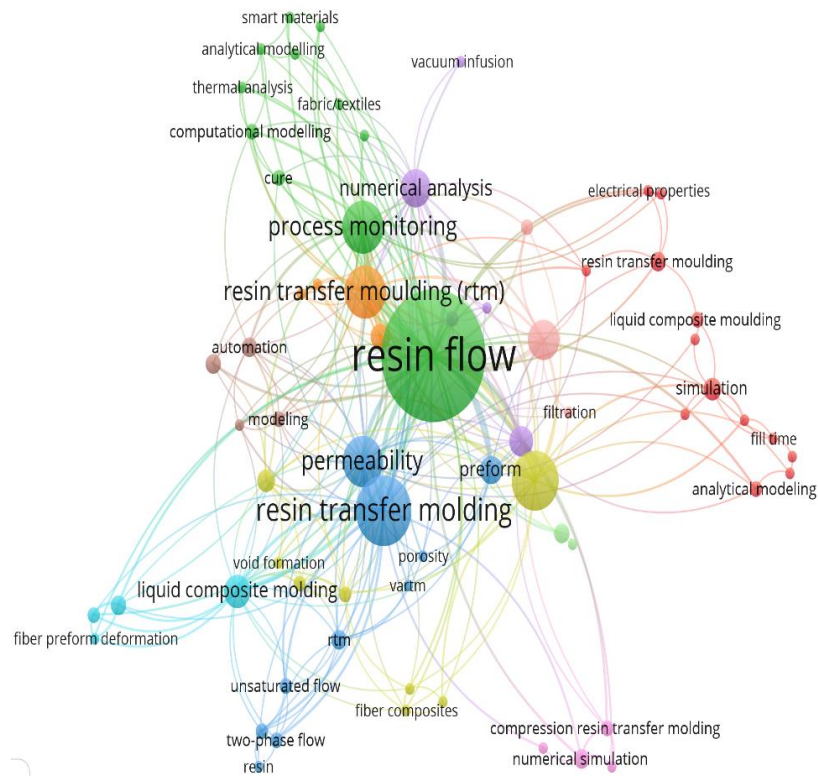 smart materials
analytical modelling
vacuum infusion
thermal analysis
fabric/textiles
computational modelling
cure
numerical analysis
electrical properties
process monitoring
resin transfer moulding
resin transfer moulding (rtm)
liquid composite moulding
automation
resin flow
simulation
filtration
modeling
fill time
permeability
preform
analytical modeling
resin transfer molding
porosity
void formation
vartm
liquid composite molding
fiber preform deformation
rtm
unsaturated flow
fiber composites
compression resin transfer molding
two-phase flow
numerical simulation
resin